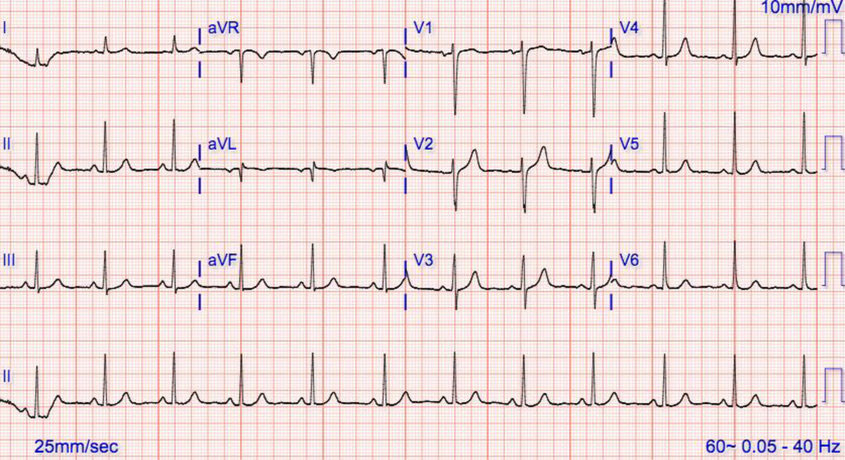 10mm/mV
I aVR V1 V4
II aVL V2 V5
III aVF V3 V6
II
25mm/sec 60~ 0.05 - 40 Hz